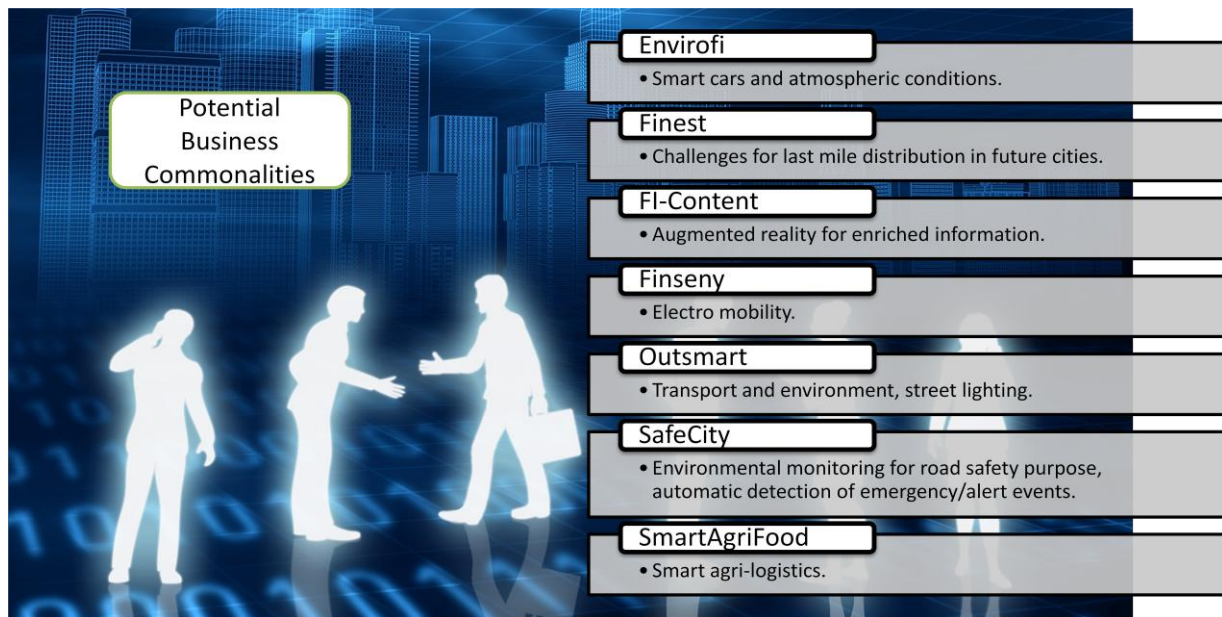 Potential
Business
Commonalities
Envirofi
• Smart cars and atmospheric conditions.
Finest
• Challenges for last mile distribution in future cities.
FI-Content
• Augmented reality for enriched information.
Finseny
• Electro mobility.
Outsmart
• Transport and environment, street lighting.
SafeCity
• Environmental monitoring for road safety purpose,
automatic detection of emergency/alert events.
SmartAgriFood
• Smart agri-logistics.